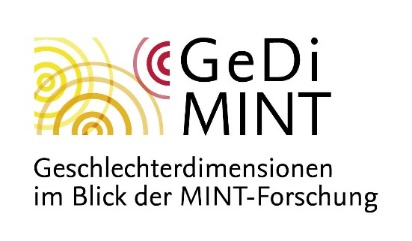 GeDi
MINT
Geschlechterdimensionen
im Blick der MINT-Forschung